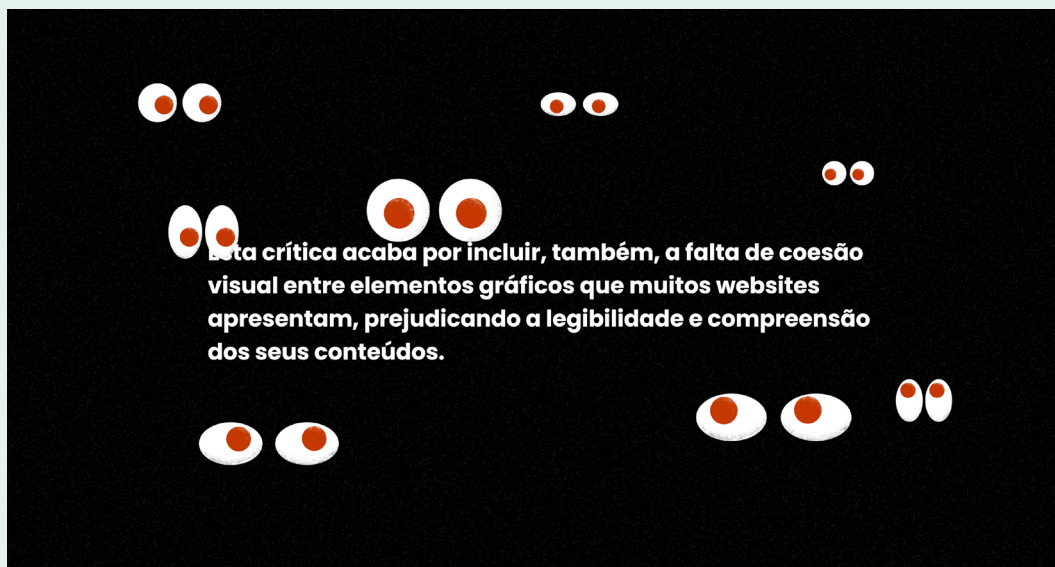 Esta crítica acaba por incluir, também, a falta de coesão
visual entre elementos gráficos que muitos websites
apresentam, prejudicando a legibilidade e compreensão
dos seus conteúdos.